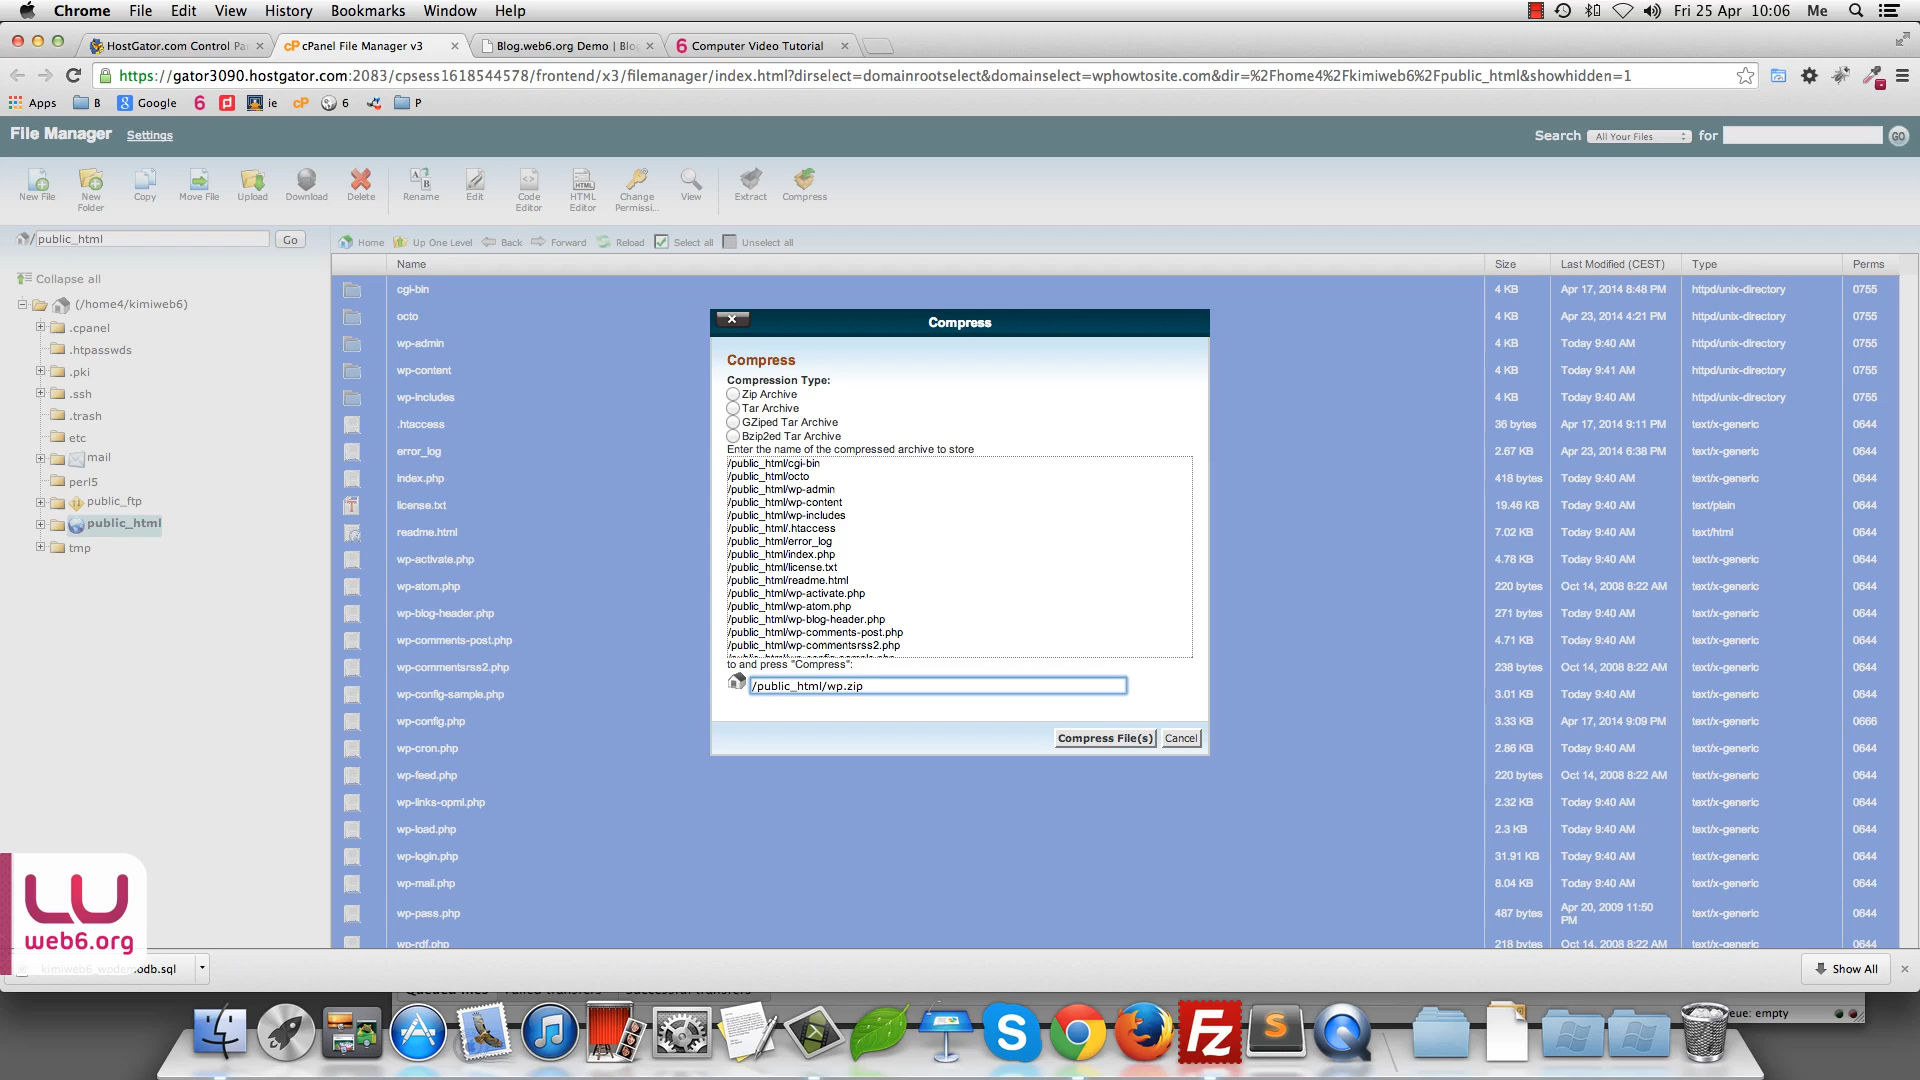 Chrome File Edit View History Bookmarks Window Help Fri 25 Apr 10:06 Me
HostGator.com Control Pa cPanel File Manager v3 Blog.web6.org Demo | Blo 6 Computer Video Tutorial
https://gator3090.hostgator.com:2083/cpsess1618544578/frontend/x3/filemanager/index.html?dirselect=domainrootselect&domainselect=wphowtosite.com&dir=%2Fhome4%2Fkimiweb6%2Fpublic_html&showhidden=1
Apps B Google 6 ie cP 6 P
File Manager Settings Search All Your Files for GO
New File
New Folder
Copy
Move File
Upload
Download
Delete
Rename
Edit
Code Editor
HTML Editor
Change Permissi...
View
Extract
Compress
/ public_html Go
Home Up One Level Back Forward Reload Select all Unselect all
Collapse all
(/home4/kimiweb6)
.cpanel
.htpasswds
.pki
.ssh
.trash
etc
mail
perl5
public_ftp
public_html
tmp
Name Size Last Modified (CEST) Type Perms
cgi-bin 4 KB Apr 17, 2014 8:48 PM httpd/unix-directory 0755
octo 4 KB Apr 23, 2014 4:21 PM httpd/unix-directory 0755
wp-admin 4 KB Today 9:40 AM httpd/unix-directory 0755
wp-content 4 KB Today 9:41 AM httpd/unix-directory 0755
wp-includes 4 KB Today 9:40 AM httpd/unix-directory 0755
.htaccess 36 bytes Apr 17, 2014 9:11 PM text/x-generic 0644
error_log 2.67 KB Apr 23, 2014 6:38 PM text/x-generic 0644
index.php 418 bytes Today 9:40 AM text/x-generic 0644
license.txt 19.46 KB Today 9:40 AM text/plain 0644
readme.html 7.02 KB Today 9:40 AM text/html 0644
wp-activate.php 4.78 KB Today 9:40 AM text/x-generic 0644
wp-atom.php 220 bytes Oct 14, 2008 8:22 AM text/x-generic 0644
wp-blog-header.php 271 bytes Today 9:40 AM text/x-generic 0644
wp-comments-post.php 4.71 KB Today 9:40 AM text/x-generic 0644
wp-commentsrss2.php 238 bytes Oct 14, 2008 8:22 AM text/x-generic 0644
wp-config-sample.php 3.01 KB Today 9:40 AM text/x-generic 0644
wp-config.php 3.33 KB Apr 17, 2014 9:09 PM text/x-generic 0666
wp-cron.php 2.86 KB Today 9:40 AM text/x-generic 0644
wp-feed.php 220 bytes Oct 14, 2008 8:22 AM text/x-generic 0644
wp-links-opml.php 2.32 KB Today 9:40 AM text/x-generic 0644
wp-load.php 2.3 KB Today 9:40 AM text/x-generic 0644
wp-login.php 31.91 KB Today 9:40 AM text/x-generic 0644
wp-mail.php 8.04 KB Today 9:40 AM text/x-generic 0644
wp-pass.php 487 bytes Apr 20, 2009 11:50 PM text/x-generic 0644
wp-rdf.php 218 bytes Oct 14, 2008 8:22 AM text/x-generic 0644
Compress
Compress
Compression Type:
Zip Archive
Tar Archive
GZiped Tar Archive
Bzip2ed Tar Archive
Enter the name of the compressed archive to store
/public_html/cgi-bin
/public_html/octo
/public_html/wp-admin
/public_html/wp-content
/public_html/wp-includes
/public_html/.htaccess
/public_html/error_log
/public_html/index.php
/public_html/license.txt
/public_html/readme.html
/public_html/wp-activate.php
/public_html/wp-atom.php
/public_html/wp-blog-header.php
/public_html/wp-comments-post.php
/public_html/wp-commentsrss2.php
to and press "Compress":
/public_html/wp.zip
Compress File(s) Cancel
web6.org
kimiweb6_wpdemodb.sql Show All
eue: empty